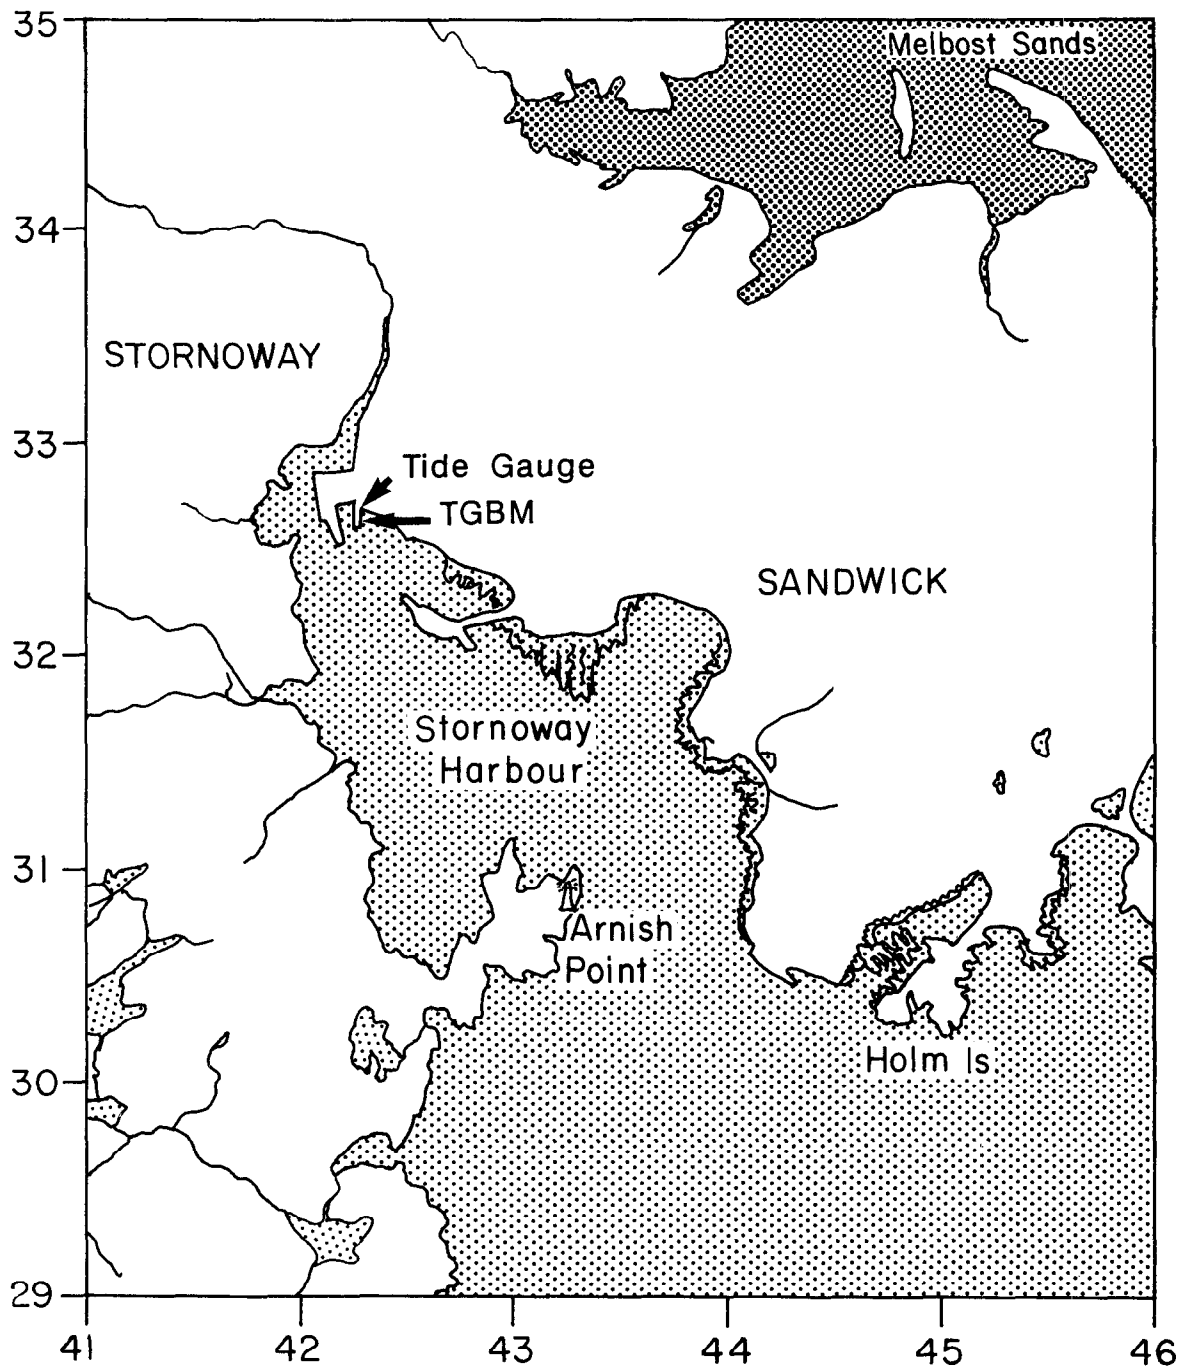 35
Melbost Sands
34
STORNOWAY
33
Tide Gauge
TGBM
SANDWICK
32
Stornoway
Harbour
31
Arnish
Point
30
Holm Is
29
41
42
43
44
45
46